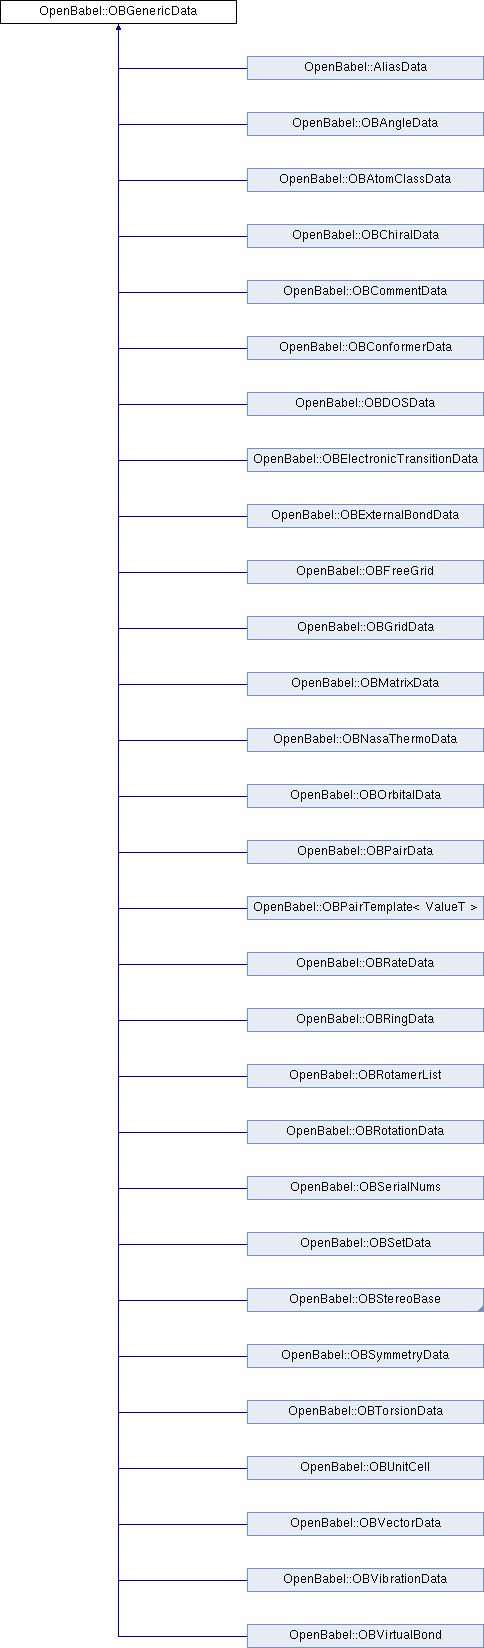 OpenBabel::OBGenericData
OpenBabel::AliasData
OpenBabel::OBAngleData
OpenBabel::OBAtomClassData
OpenBabel::OBChiralData
OpenBabel::OBCommentData
OpenBabel::OBConformerData
OpenBabel::OBDOSData
OpenBabel::OBElectronicTransitionData
OpenBabel::OBExternalBondData
OpenBabel::OBFreeGrid
OpenBabel::OBGridData
OpenBabel::OBMatrixData
OpenBabel::OBNasaThermoData
OpenBabel::OBOrbitalData
OpenBabel::OBPairData
OpenBabel::OBPairTemplate< ValueT >
OpenBabel::OBRateData
OpenBabel::OBRingData
OpenBabel::OBRotamerList
OpenBabel::OBRotationData
OpenBabel::OBSerialNums
OpenBabel::OBSetData
OpenBabel::OBStereoBase
OpenBabel::OBSymmetryData
OpenBabel::OBTorsionData
OpenBabel::OBUnitCell
OpenBabel::OBVectorData
OpenBabel::OBVibrationData
OpenBabel::OBVirtualBond